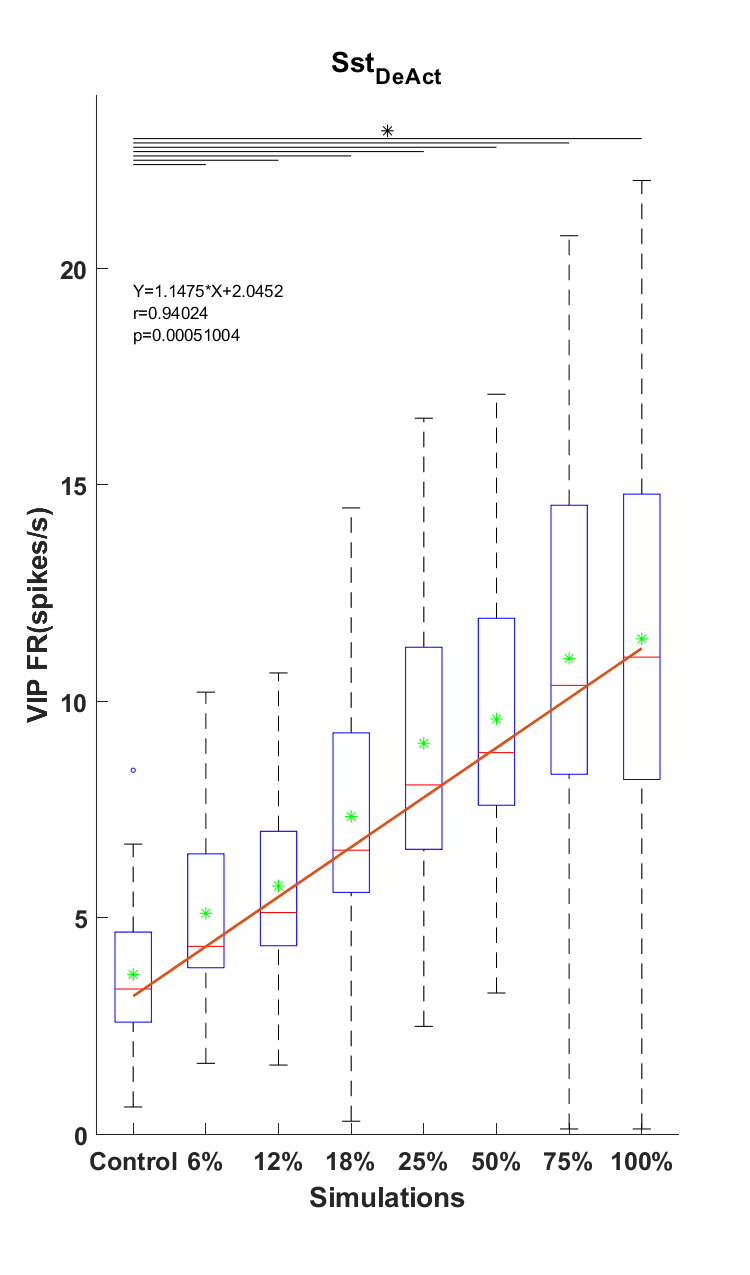 Sst_DeAct
*
20
Y=1.1475*X+2.0452
r=0.94024
p=0.00051004
15
VIP FR(spikes/s)
10
5
0
Control 6% 12% 18% 25% 50% 75% 100%
Simulations